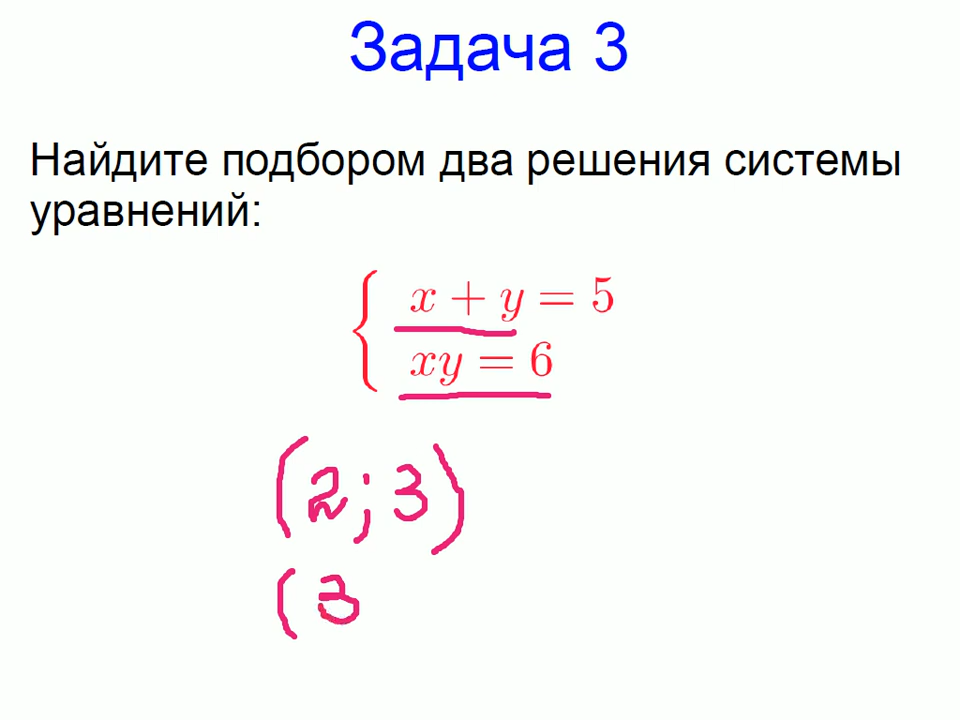 Задача 3
Найдите подбором два решения системы
уравнений:
x + y = 5
xy = 6
(2; 3)
(3